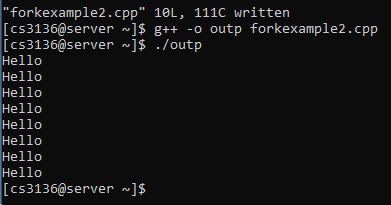 "forkexample2.cpp" 10L, 111C written
[cs3136@server ~]$ g++ -o outp forkexample2.cpp
[cs3136@server ~]$ ./outp
Hello
Hello
Hello
Hello
Hello
Hello
Hello
Hello
[cs3136@server ~]$